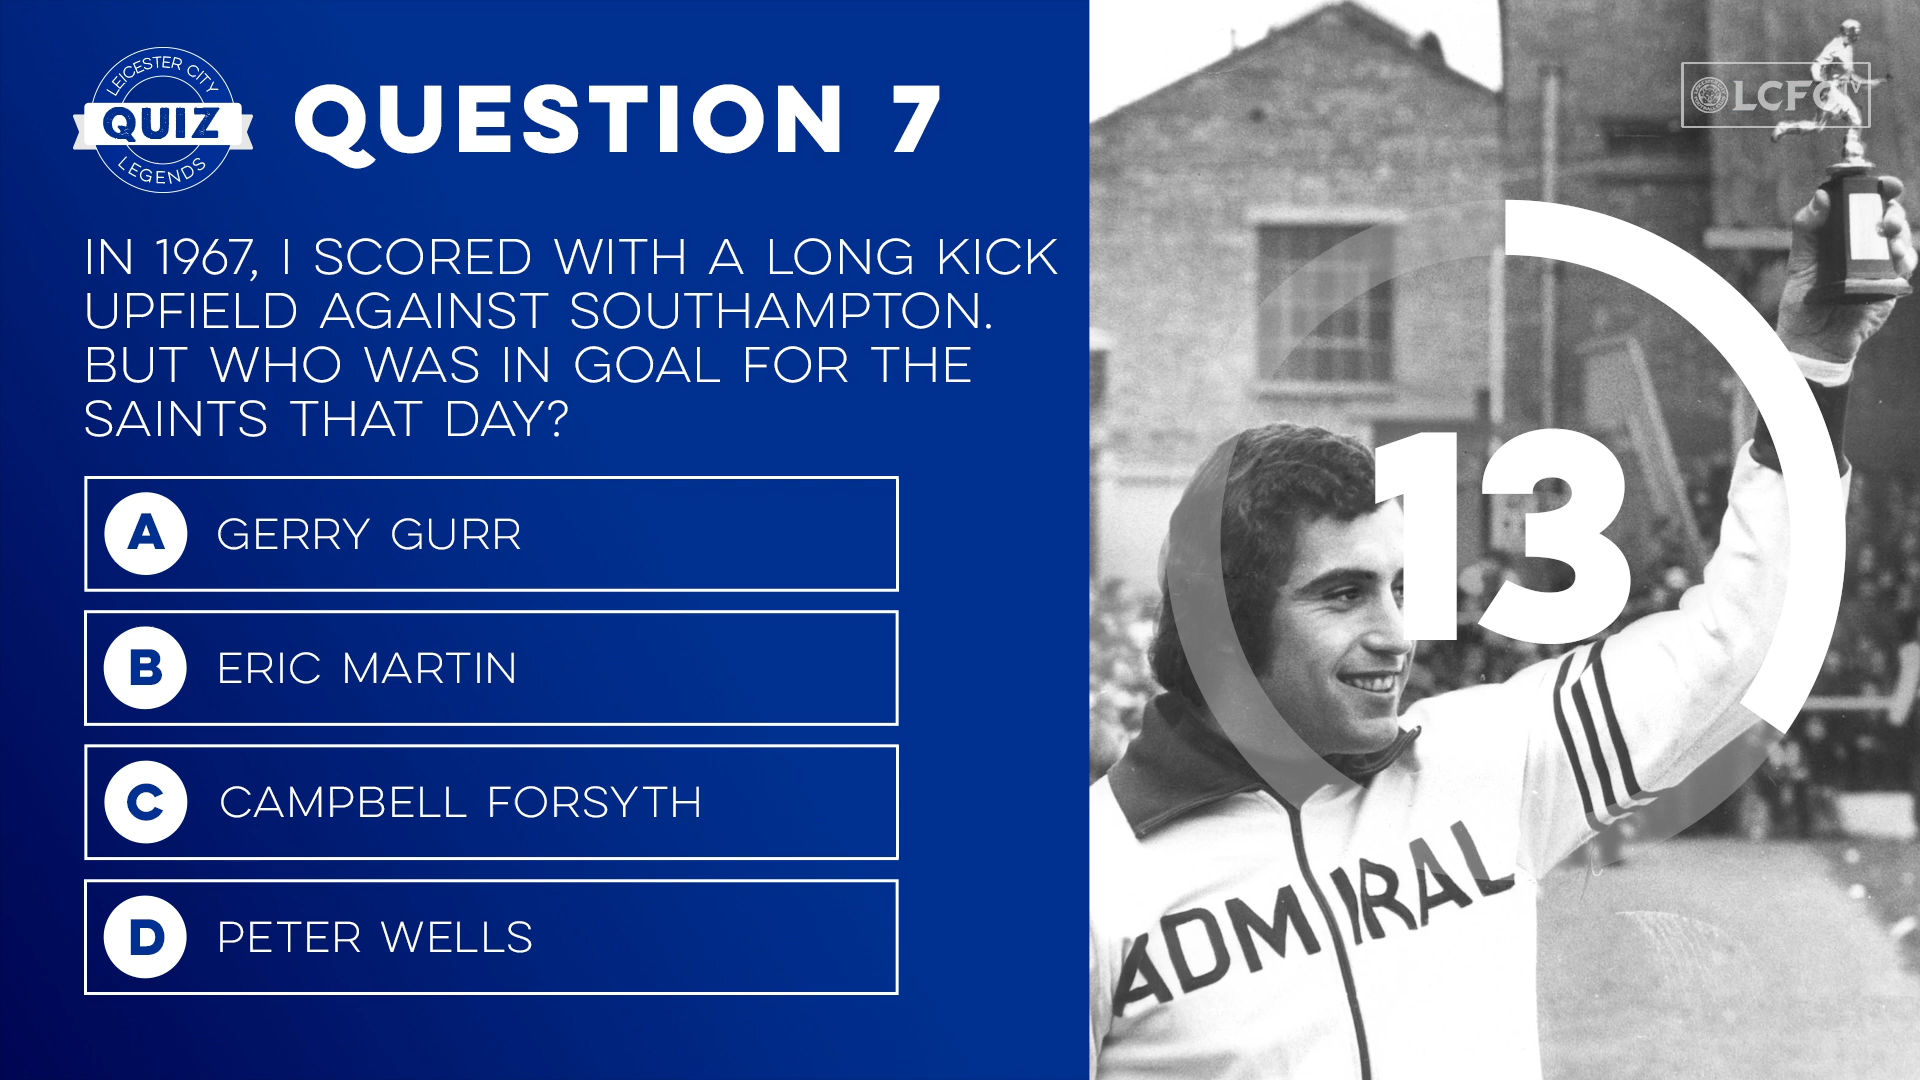 LEICESTER CITY
QUIZ
LEGENDS
QUESTION 7
LCFC TV
IN 1967, I SCORED WITH A LONG KICK
UPFIELD AGAINST SOUTHAMPTON.
BUT WHO WAS IN GOAL FOR THE
SAINTS THAT DAY?
A GERRY GURR
B ERIC MARTIN
C CAMPBELL FORSYTH
D PETER WELLS
13
ADMIRAL